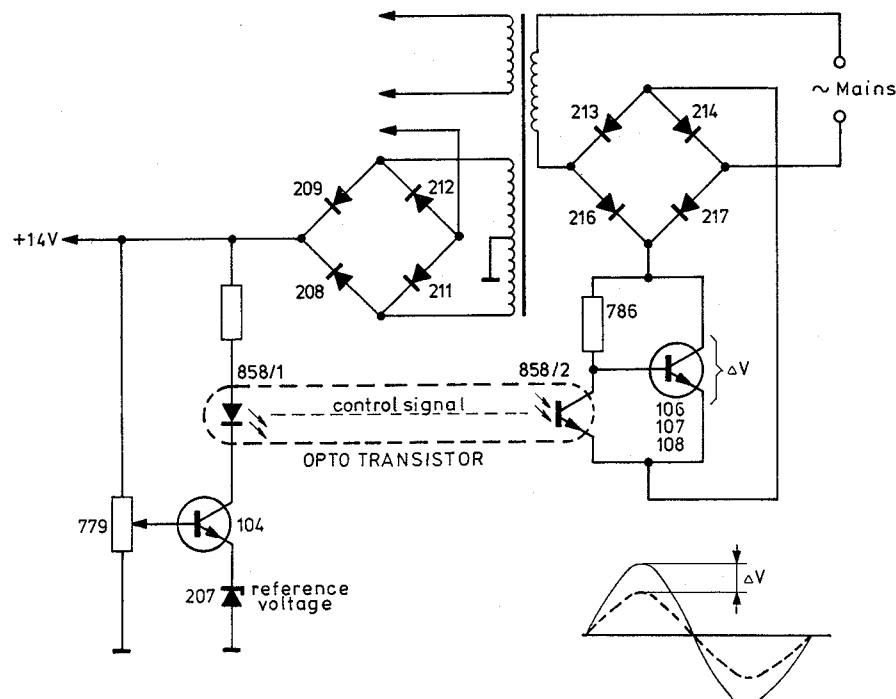 213
214
~ Mains
209
212
216
217
+14V
208
211
786
858/1
858/2
ΔV
control signal
106
107
108
OPTO TRANSISTOR
779
104
207
reference
voltage
ΔV